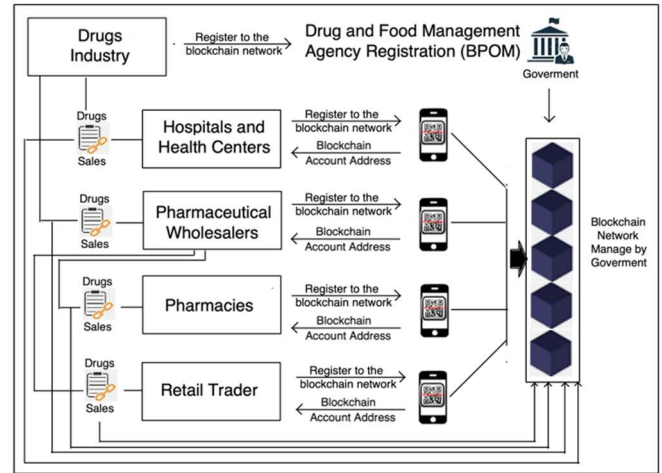 Drugs
Industry
Register to the
blockchain network
Drug and Food Management
Agency Registration (BPOM)
Goverment
Drugs
Sales
Hospitals and
Health Centers
Register to the
blockchain network
Blockchain
Account Address
Drugs
Sales
Pharmaceutical
Wholesalers
Register to the
blockchain network
Blockchain
Account Address
Blockchain
Network
Manage by
Goverment
Drugs
Sales
Pharmacies
Register to the
blockchain network
Blockchain
Account Address
Drugs
Sales
Retail Trader
Register to the
blockchain network
Blockchain
Account Address